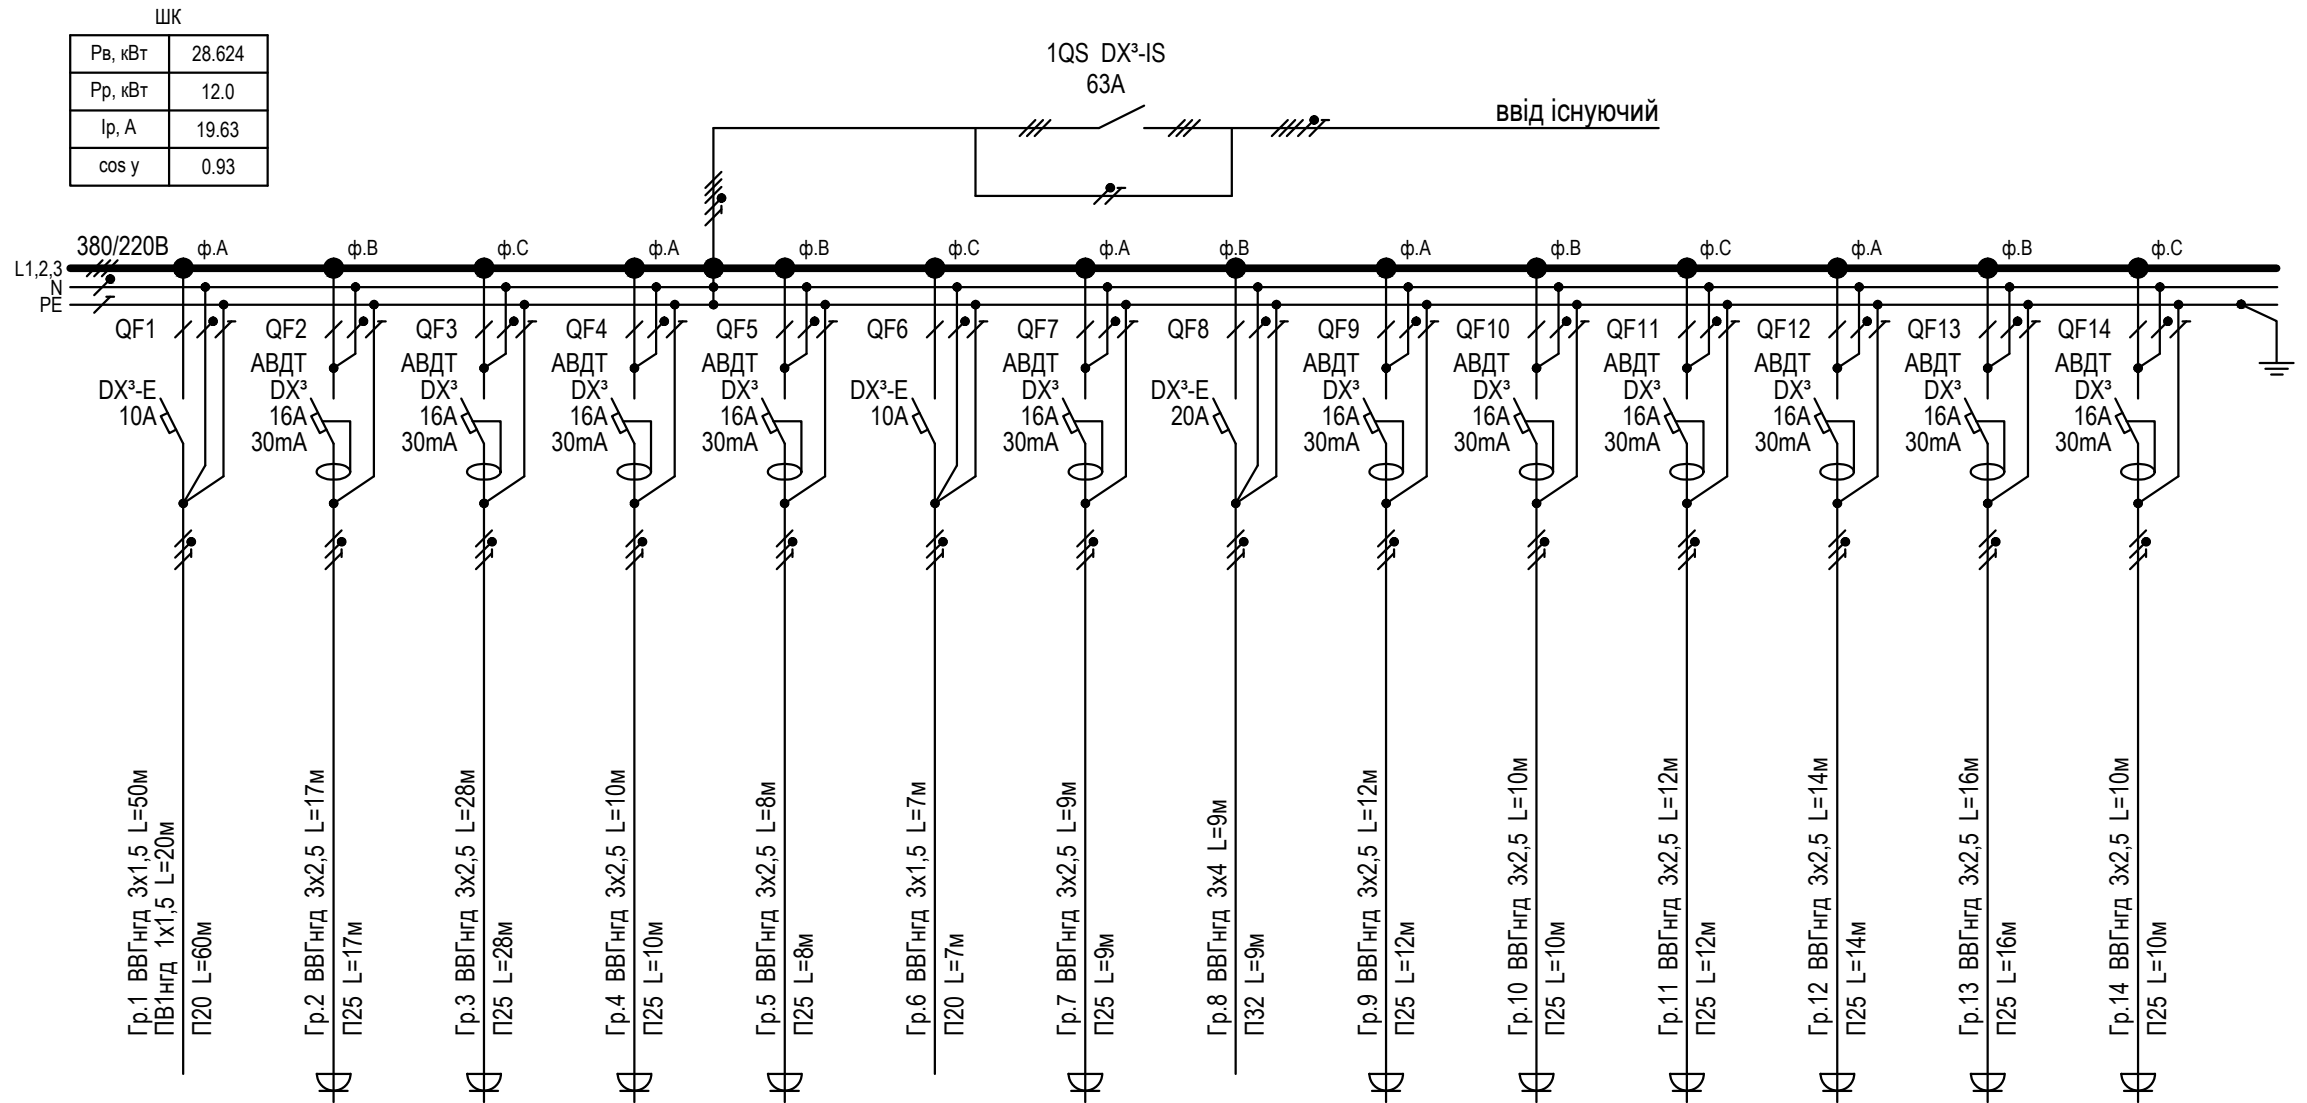 ШК
Рв, кВт 28.624
Рр, кВт 12.0
Ip, А 19.63
cos y 0.93
1QS DX³-IS
63A
ввід існуючий
380/220В
ф.А ф.В ф.С ф.А ф.В ф.С ф.А ф.В ф.А ф.В ф.С ф.А ф.В ф.С
L1,2,3
N
PE
QF1 QF2 QF3 QF4 QF5 QF6 QF7 QF8 QF9 QF10 QF11 QF12 QF13 QF14
DX³-E
10A
АВДТ
DX³
16A
30mA
АВДТ
DX³
16A
30mA
АВДТ
DX³
16A
30mA
АВДТ
DX³
16A
30mA
DX³-E
10A
АВДТ
DX³
16A
30mA
DX³-E
20A
АВДТ
DX³
16A
30mA
АВДТ
DX³
16A
30mA
АВДТ
DX³
16A
30mA
АВДТ
DX³
16A
30mA
АВДТ
DX³
16A
30mA
АВДТ
DX³
16A
30mA
Гр.1 ВВГнгд 3х1,5 L=50м
ПВ1нгд 1х1,5 L=20м
П20 L=60м
Гр.2 ВВГнгд 3х2,5 L=17м
П25 L=17м
Гр.3 ВВГнгд 3х2,5 L=28м
П25 L=28м
Гр.4 ВВГнгд 3х2,5 L=10м
П25 L=10м
Гр.5 ВВГнгд 3х2,5 L=8м
П25 L=8м
Гр.6 ВВГнгд 3х1,5 L=7м
П20 L=7м
Гр.7 ВВГнгд 3х2,5 L=9м
П25 L=9м
Гр.8 ВВГнгд 3х4 L=9м
П32 L=9м
Гр.9 ВВГнгд 3х2,5 L=12м
П25 L=12м
Гр.10 ВВГнгд 3х2,5 L=10м
П25 L=10м
Гр.11 ВВГнгд 3х2,5 L=12м
П25 L=12м
Гр.12 ВВГнгд 3х2,5 L=14м
П25 L=14м
Гр.13 ВВГнгд 3х2,5 L=16м
П25 L=16м
Гр.14 ВВГнгд 3х2,5 L=10м
П25 L=10м